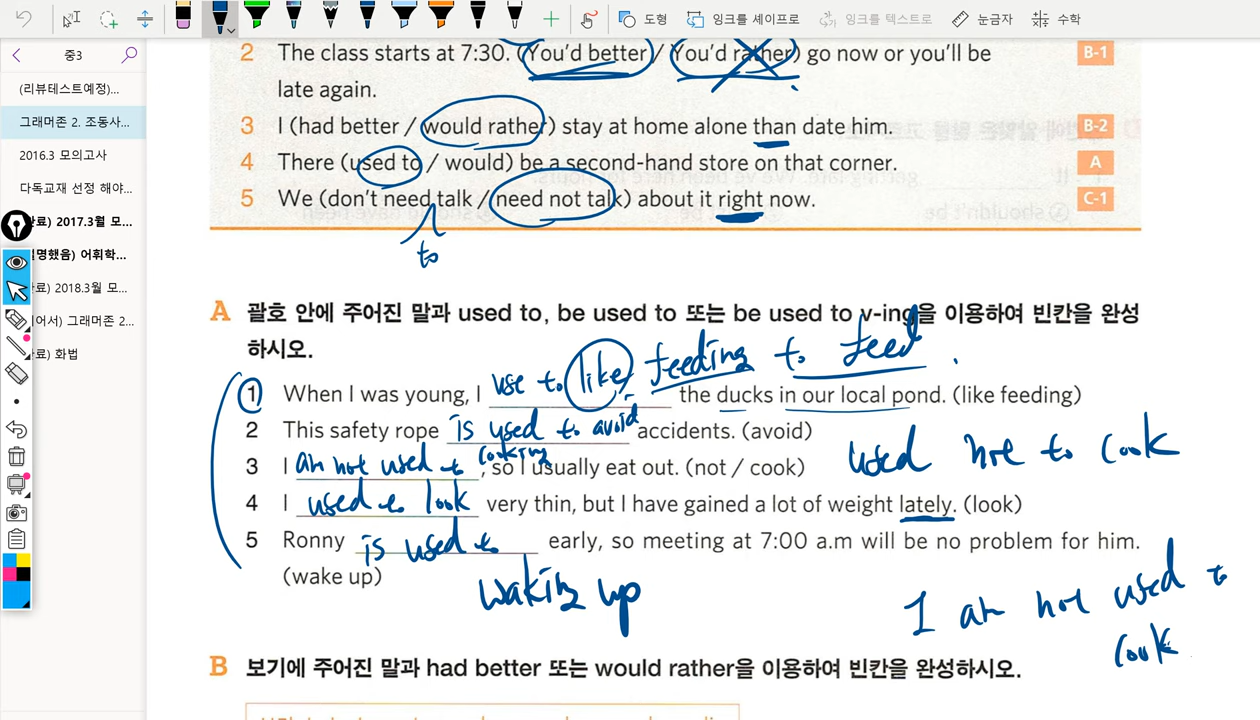 도형
잉크를 셰이프로
잉크를 텍스트로
눈금자
수학
중3
(리뷰테스트예정)...
그래머존 2. 조동사...
2016.3 모의고사
다독교재 선정 해야...
료) 2017.3월 모...
명했음) 어휘학...
료) 2018.3월 모...
어서) 그래머존 2...
료) 화법
2 The class starts at 7:30. (You'd better / You'd rather) go now or you'll be B-1
late again.
3 I (had better / would rather) stay at home alone than date him. B-2
4 There (used to / would) be a second-hand store on that corner. A
5 We (don't need talk / need not talk) about it right now. C-1
to
A 괄호 안에 주어진 말과 used to, be used to 또는 be used to v-ing을 이용하여 빈칸을 완성
하시오.
use to like feeding to feed
1 When I was young, I the ducks in our local pond. (like feeding)
2 This safety rope is used to avoid accidents. (avoid)
3 I am not used to cooking, so I usually eat out. (not / cook) used not to cook
4 I used to look very thin, but I have gained a lot of weight lately. (look)
5 Ronny is used to early, so meeting at 7:00 a.m will be no problem for him.
(wake up) waking up
I am not used to
cook
B 보기에 주어진 말과 had better 또는 would rather을 이용하여 빈칸을 완성하시오.